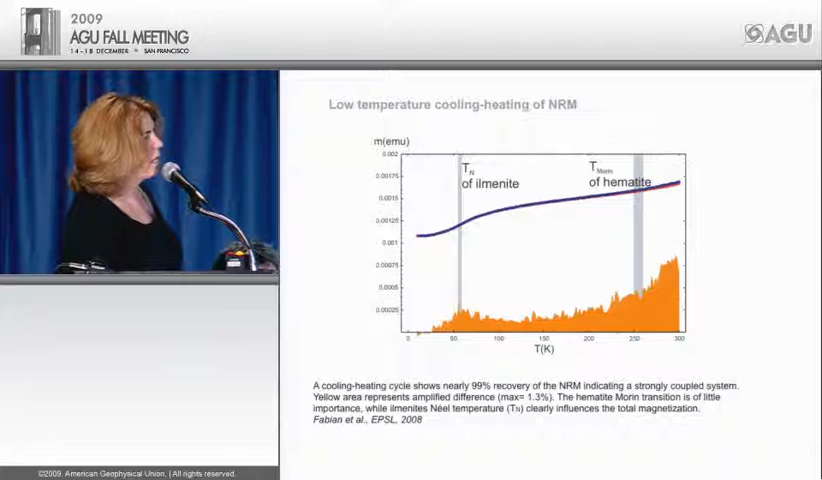 2009
AGU FALL MEETING
14–18 DECEMBER • SAN FRANCISCO
AGU
Low temperature cooling-heating of NRM
m(emu)
0.002
0.00175
0.0015
0.00125
0.001
0.00075
0.0005
0.00025
TN
of ilmenite
TMorin
of hematite
0 50 100 150 200 250 300
T(K)
A cooling-heating cycle shows nearly 99% recovery of the NRM indicating a strongly coupled system.
Yellow area represents amplified difference (max= 1.3%). The hematite Morin transition is of little
importance, while ilmenites Néel temperature (TN) clearly influences the total magnetization.
Fabian et al., EPSL, 2008
©2009. American Geophysical Union. | All rights reserved.